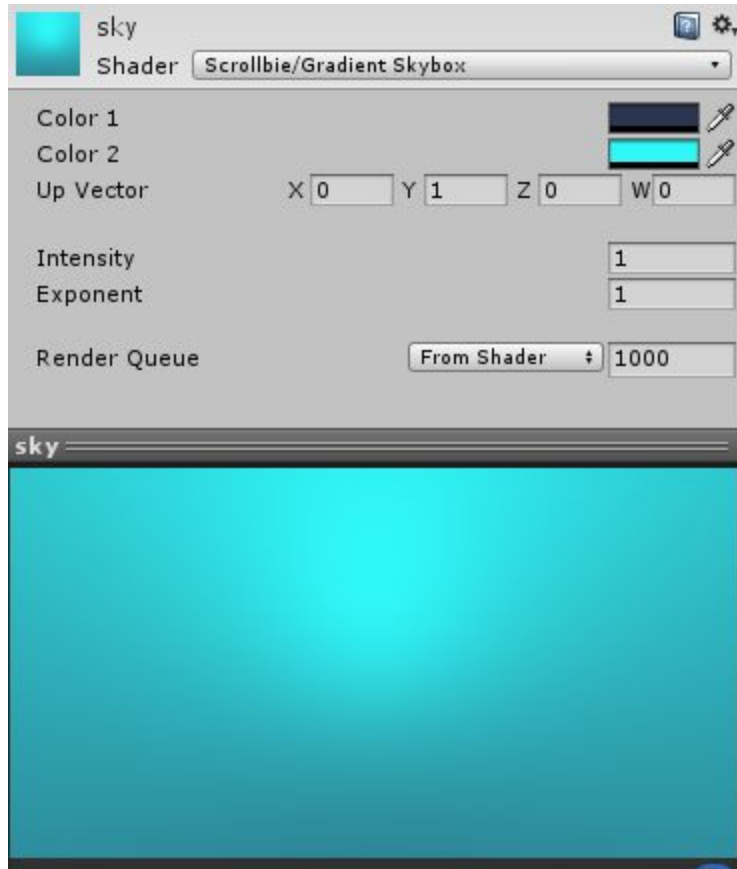 sky
Shader Scrollbie/Gradient Skybox
Color 1
Color 2
Up Vector X 0 Y 1 Z 0 W 0
Intensity 1
Exponent 1
Render Queue From Shader 1000
sky